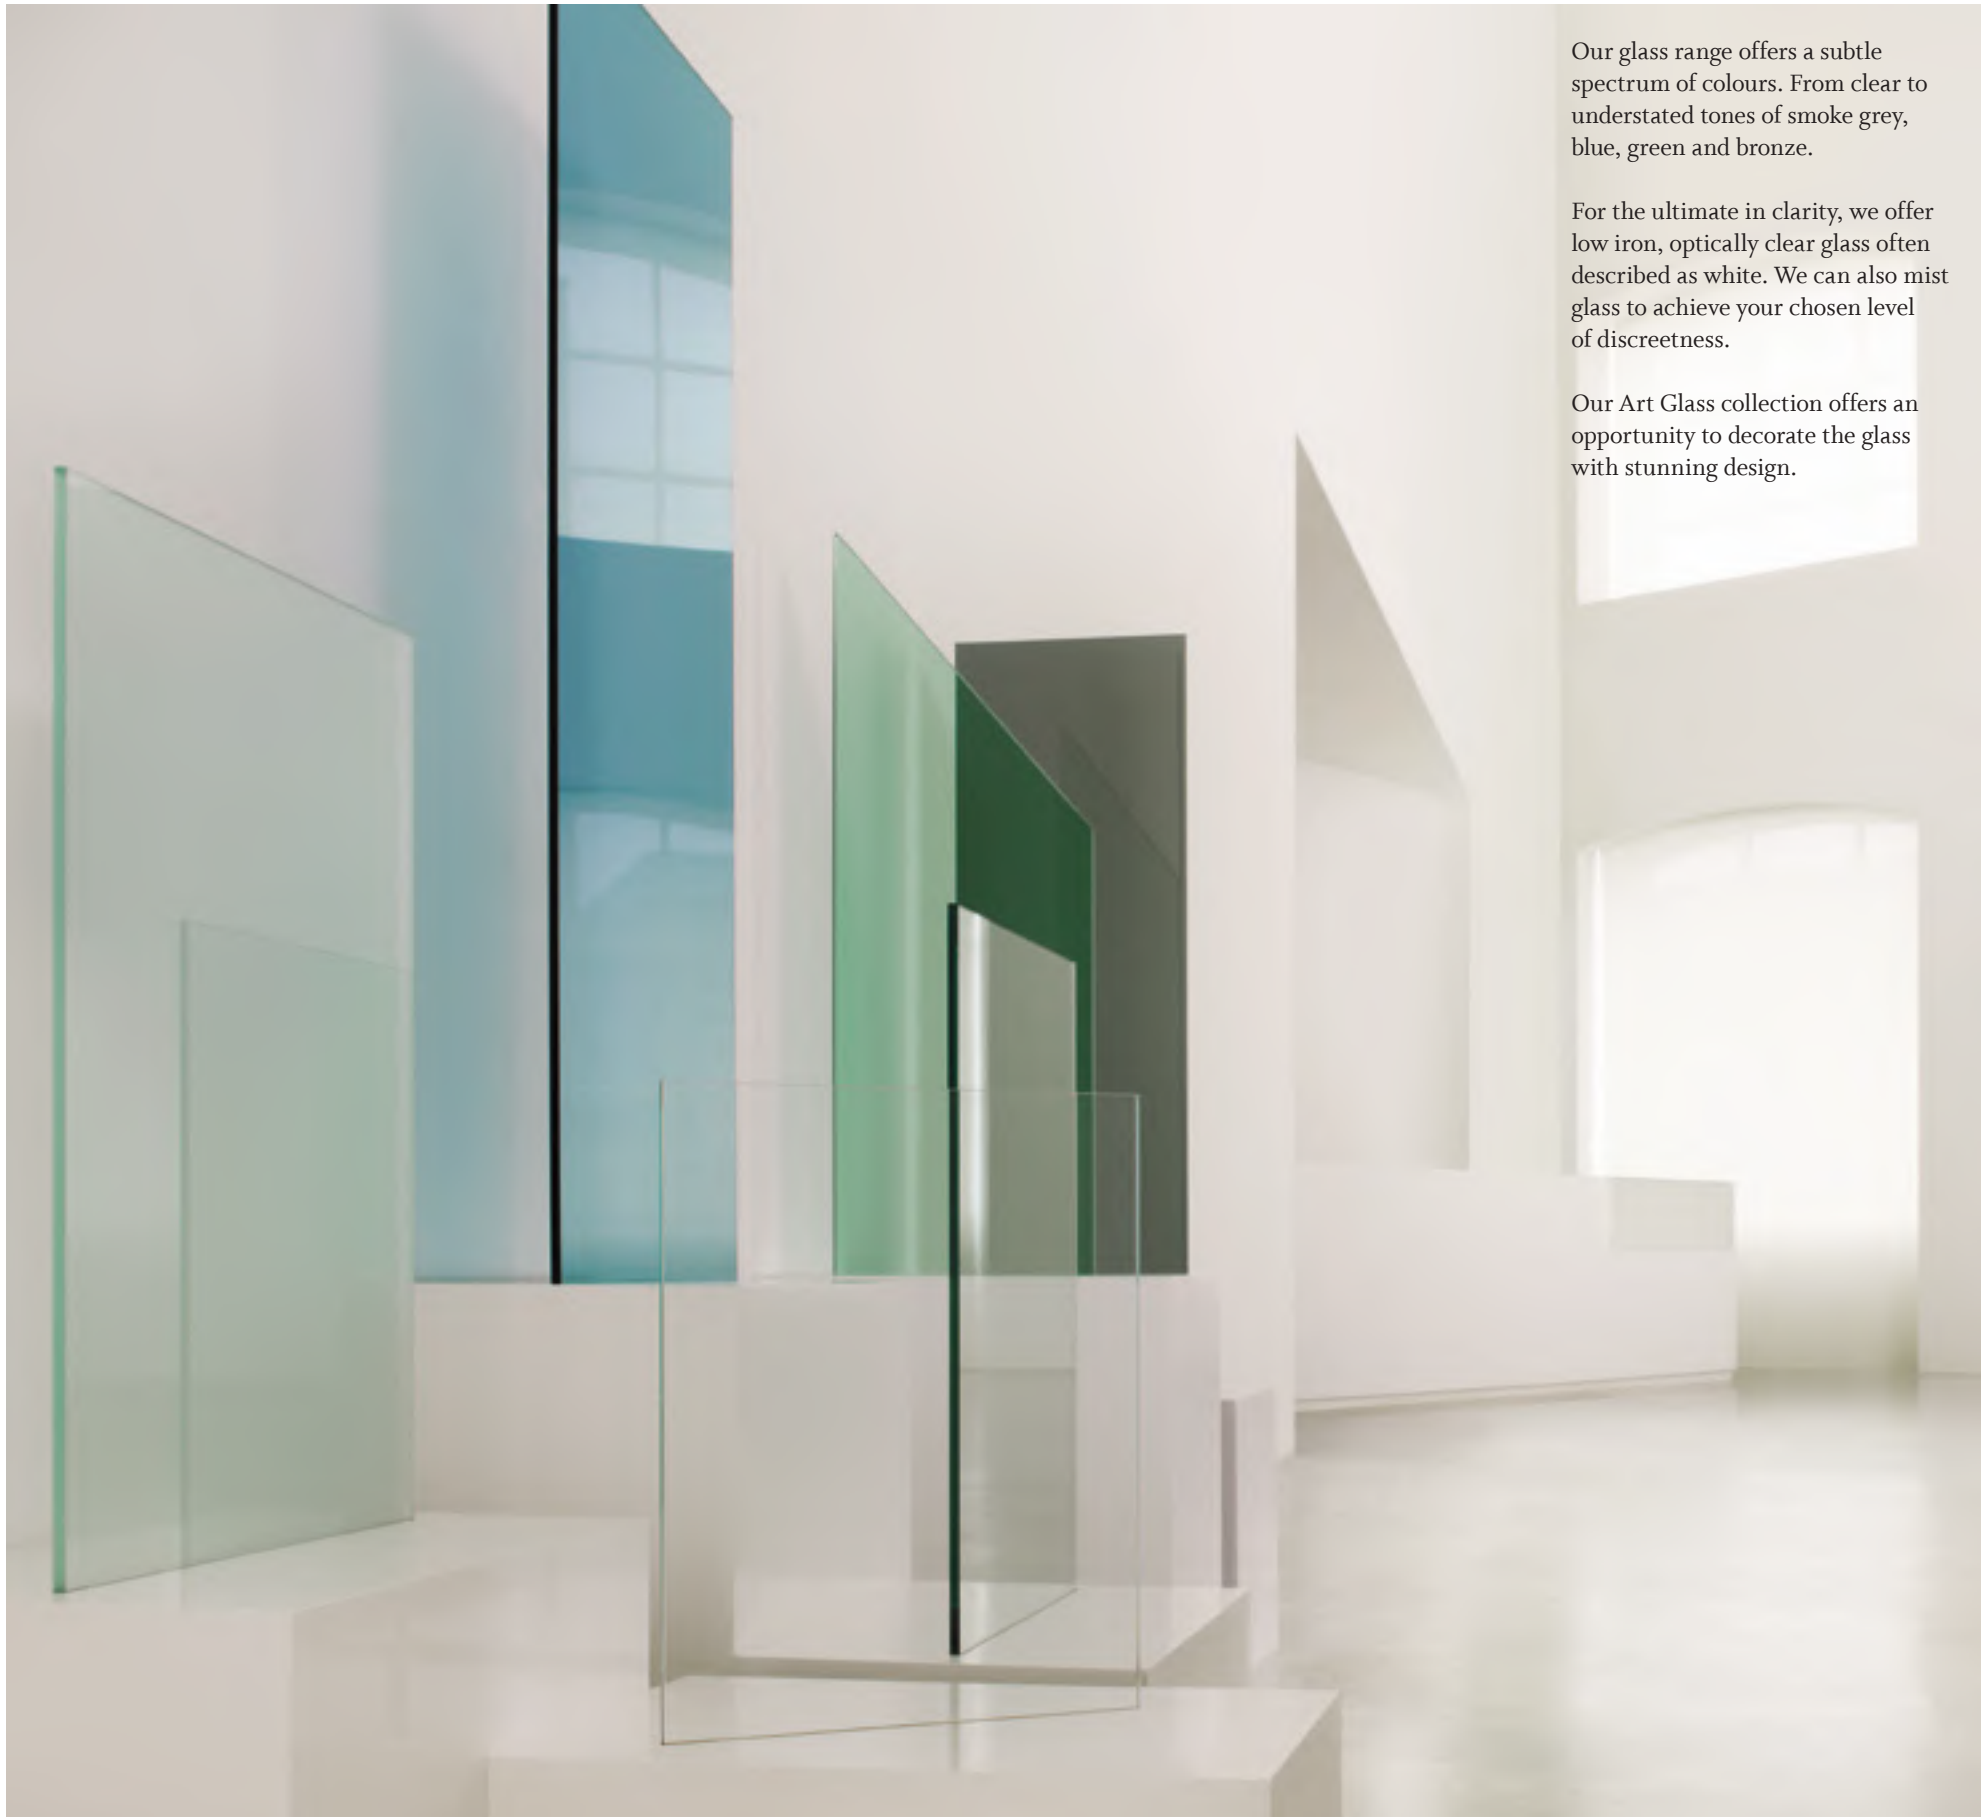 Our glass range offers a subtle
spectrum of colours. From clear to
understated tones of smoke grey,
blue, green and bronze.
For the ultimate in clarity, we offer
low iron, optically clear glass often
described as white. We can also mist
glass to achieve your chosen level
of discreetness.
Our Art Glass collection offers an
opportunity to decorate the glass
with stunning design.